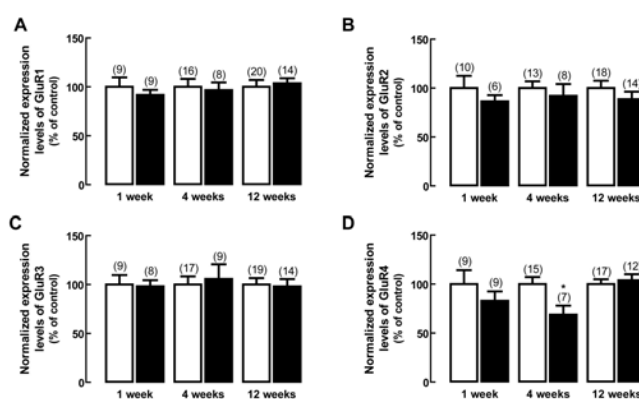 A
Normalized expression
levels of GluR1
(% of control)
150
100
50
0
(9)
(9)
(16)
(8)
(20)
(14)
1 week
4 weeks
12 weeks
B
Normalized expression
levels of GluR2
(% of control)
150
100
50
0
(10)
(6)
(13)
(8)
(18)
(14)
1 week
4 weeks
12 weeks
C
Normalized expression
levels of GluR3
(% of control)
150
100
50
0
(9)
(8)
(17)
(9)
(19)
(14)
1 week
4 weeks
12 weeks
D
Normalized expression
levels of GluR4
(% of control)
150
100
50
0
(9)
(9)
(15)
*
(7)
(17)
(12)
1 week
4 weeks
12 weeks